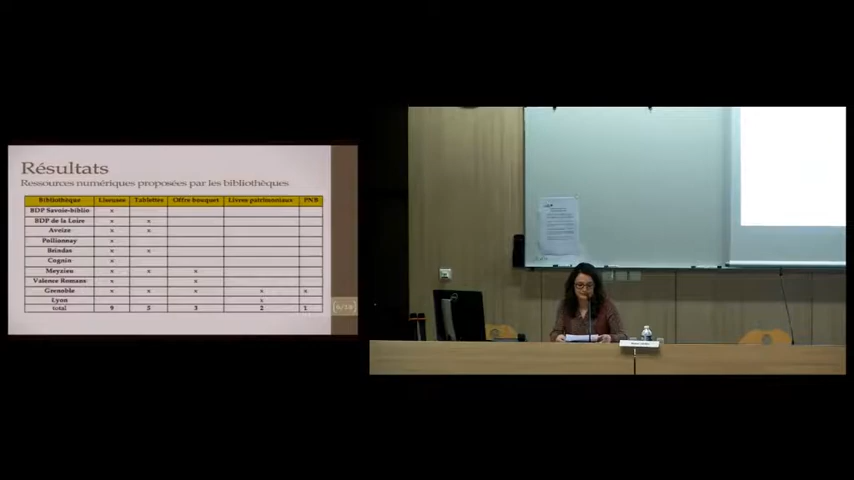 Résultats
Ressources numériques proposées par les bibliothèques
Bibliothèque Liseuses Tablettes Offre bouquet Livres patrimoniaux PNB
BDP Savoie-biblio x
BDP de la Loire x x
Aveize x x
Pollionnay x
Brindas x x
Cognin x
Meyzieu x x x
Valence Romans x x
Grenoble x x x x x
Lyon x
total 9 5 3 2 1